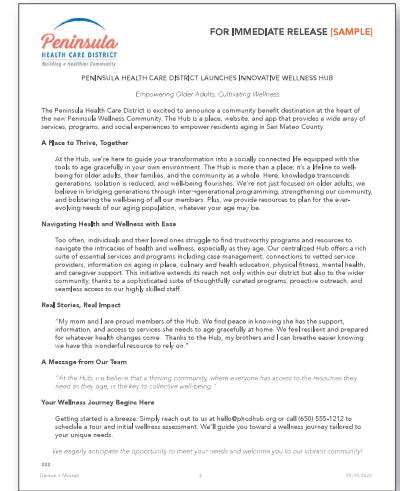 Peninsula
HEALTH CARE DISTRICT
Building a Healthier Community
FOR IMMEDIATE RELEASE [SAMPLE]
PENINSULA HEALTH CARE DISTRICT LAUNCHES INNOVATIVE WELLNESS HUB
Empowering Older Adults, Cultivating Wellness
The Peninsula Health Care District is excited to announce a community benefit destination at the heart of
the new Peninsula Wellness Community. The Hub is a place, website, and app that provides a wide array of
services, programs, and social experiences to empower residents aging in San Mateo County.
A Place to Thrive, Together
At the Hub, we're here to guide your transformation into a socially connected life equipped with the
tools to age gracefully in your own environment. The Hub is more than a place; it's a lifeline to well-
being for older adults, their families, and the community as a whole. Here, knowledge transcends
generations, isolation is reduced, and well-being flourishes. We're not just focused on older adults; we
believe in bridging generations through inter-generational programming, strengthening our community,
and bolstering the well-being of all our members. Plus, we provide resources to plan for the ever-
evolving needs of our aging population, whatever your age may be.
Navigating Health and Wellness with Ease
Too often, individuals and their loved ones struggle to find trustworthy programs and resources to
navigate the intricacies of health and wellness, especially as they age. Our centralized Hub offers a rich
suite of essential services and programs including case management, connections to vetted service
providers, information on aging in place, culinary and health education, physical fitness, mental health,
and caregiver support. This initiative extends its reach not only within our district but also to the wider
community, thanks to a sophisticated suite of thoughtfully curated programs, proactive outreach, and
seamless access to our highly skilled staff.
Real Stories, Real Impact
"My mom and I are proud members of the Hub. We find peace in knowing she has the support,
information, and access to services she needs to age gracefully at home. We feel resilient and prepared
for whatever health changes come. Thanks to the Hub, my brothers and I can breathe easier knowing
we have this wonderful resource to rely on."
A Message from Our Team
"At the Hub, we believe that a thriving community, where everyone has access to the resources they
need as they age, is the key to collective well-being."
Your Wellness Journey Begins Here
Getting started is a breeze. Simply reach out to us at hello@phcdhub.org or call (650) 555-1212 to
schedule a tour and initial wellness assessment. We'll guide you toward a wellness journey tailored to
your unique needs.
We eagerly anticipate the opportunity to meet your needs and welcome you to our vibrant community!
###